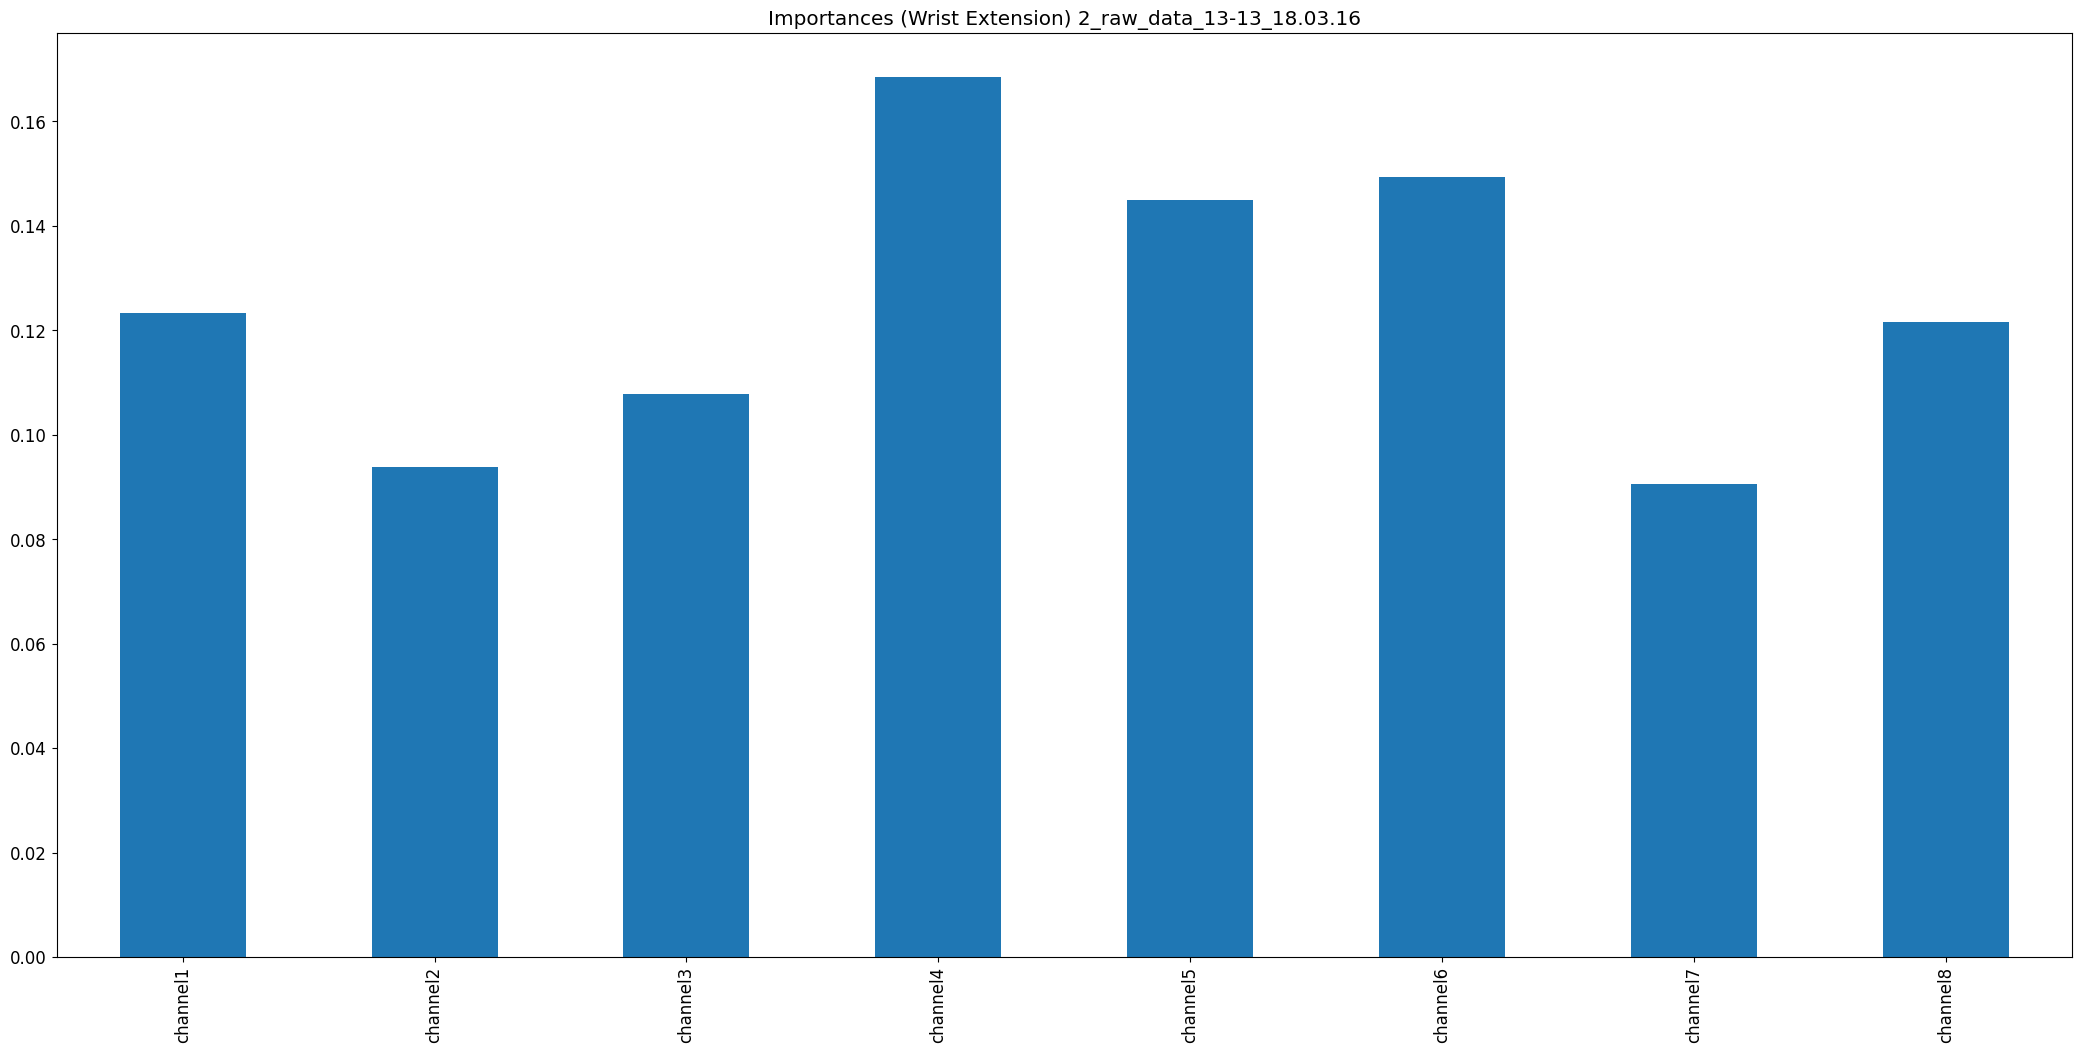 Importances (Wrist Extension) 2_raw_data_13-13_18.03.16
0.16
0.14
0.12
0.10
0.08
0.06
0.04
0.02
0.00
channel1
channel2
channel3
channel4
channel5
channel6
channel7
channel8